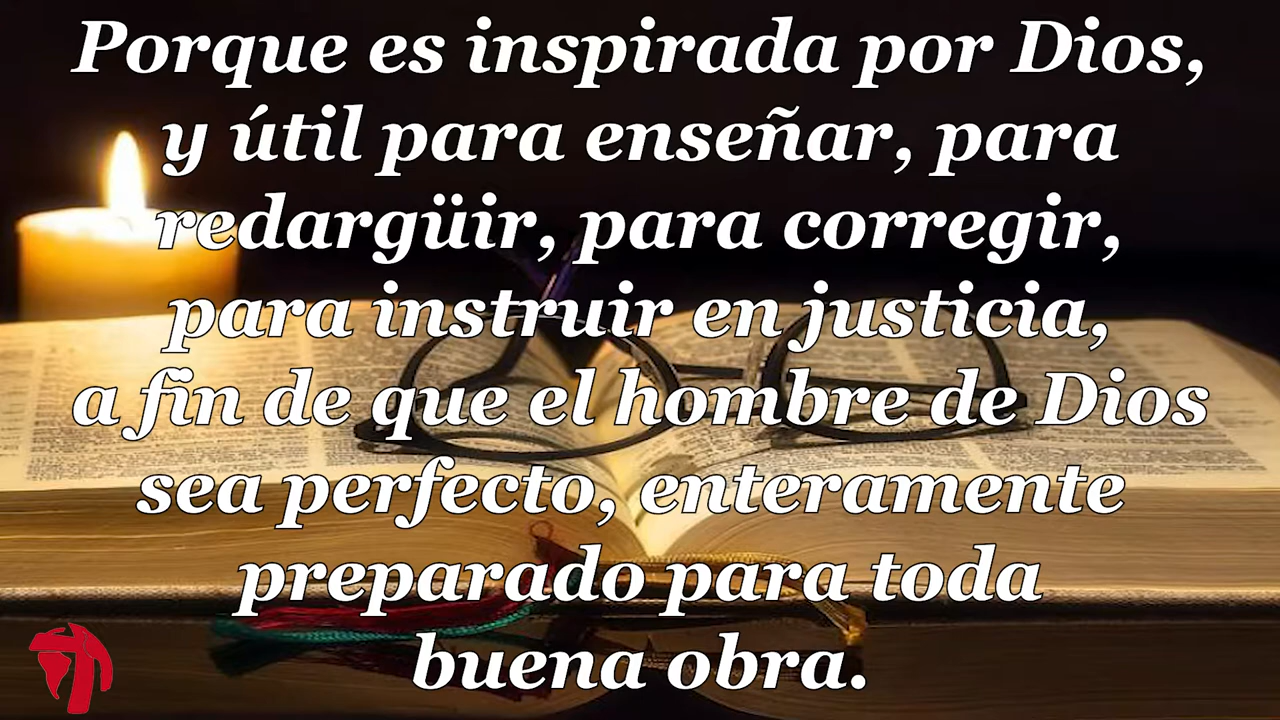 Porque es inspirada por Dios,
y útil para enseñar, para
redargüir, para corregir,
para instruir en justicia,
a fin de que el hombre de Dios
sea perfecto, enteramente
preparado para toda
buena obra.